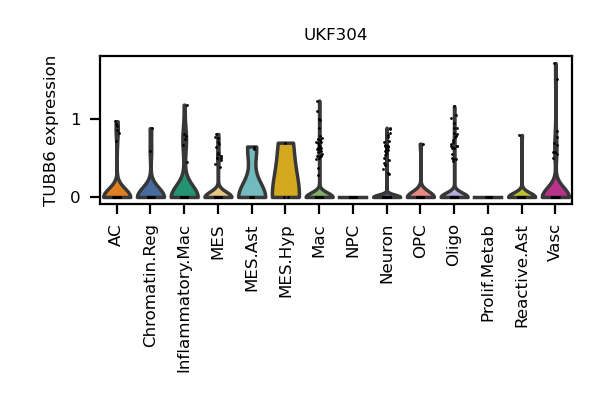 UKF304
TUBB6 expression
1
0
AC
Chromatin.Reg
Inflammatory.Mac
MES
MES.Ast
MES.Hyp
Mac
NPC
Neuron
OPC
Oligo
Prolif.Metab
Reactive.Ast
Vasc